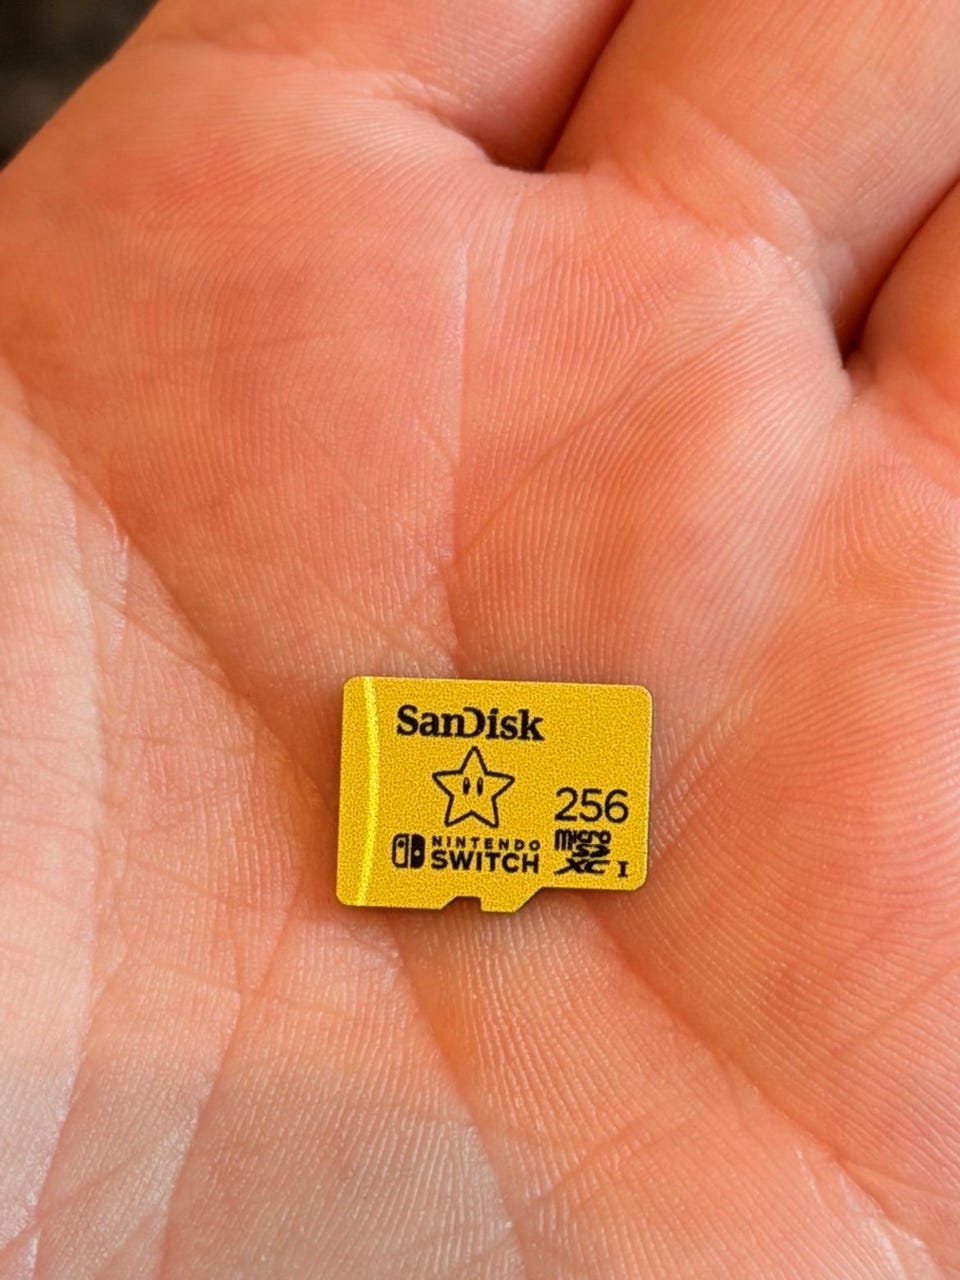 SanDisk
256
NINTENDO
SWITCH
micro
SD
XC I